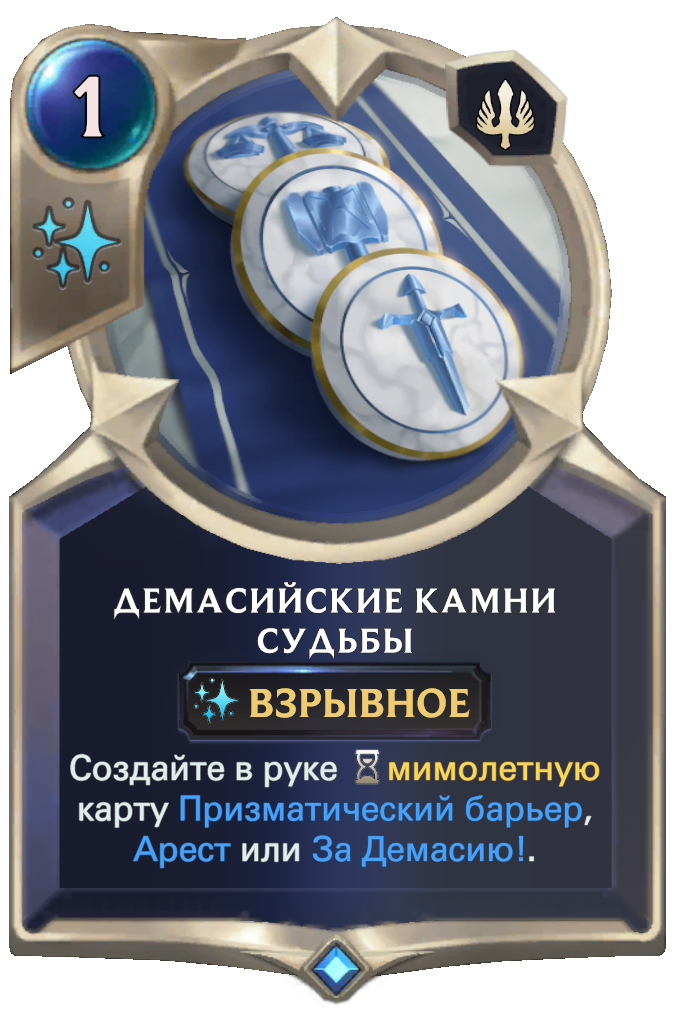 1
ДЕМАСИЙСКИЕ КАМНИ
СУДЬБЫ
ВЗРЫВНОЕ
Создайте в руке мимолетную
карту Призматический барьер,
Арест или За Демасию!.